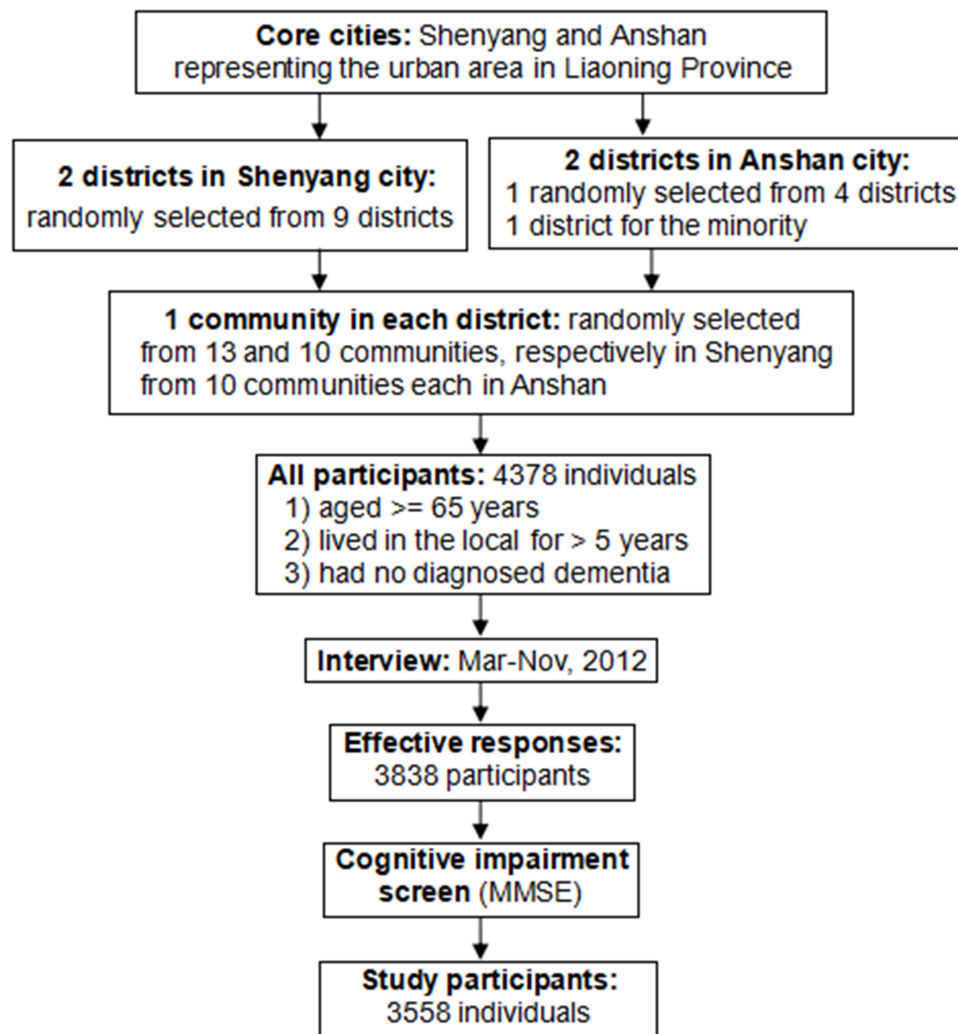 Core cities: Shenyang and Anshan
representing the urban area in Liaoning Province
2 districts in Shenyang city:
randomly selected from 9 districts
2 districts in Anshan city:
1 randomly selected from 4 districts
1 district for the minority
1 community in each district: randomly selected
from 13 and 10 communities, respectively in Shenyang
from 10 communities each in Anshan
All participants: 4378 individuals
1) aged >= 65 years
2) lived in the local for > 5 years
3) had no diagnosed dementia
Interview: Mar-Nov, 2012
Effective responses:
3838 participants
Cognitive impairment
screen (MMSE)
Study participants:
3558 individuals